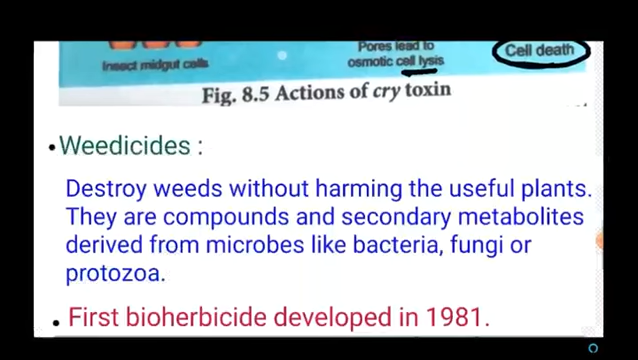 Pores lead to
Insect midgut cells
osmotic cell lysis
Cell death
Fig. 8.5 Actions of cry toxin
•Weedicides :
Destroy weeds without harming the useful plants.
They are compounds and secondary metabolites
derived from microbes like bacteria, fungi or
protozoa.
• First bioherbicide developed in 1981.